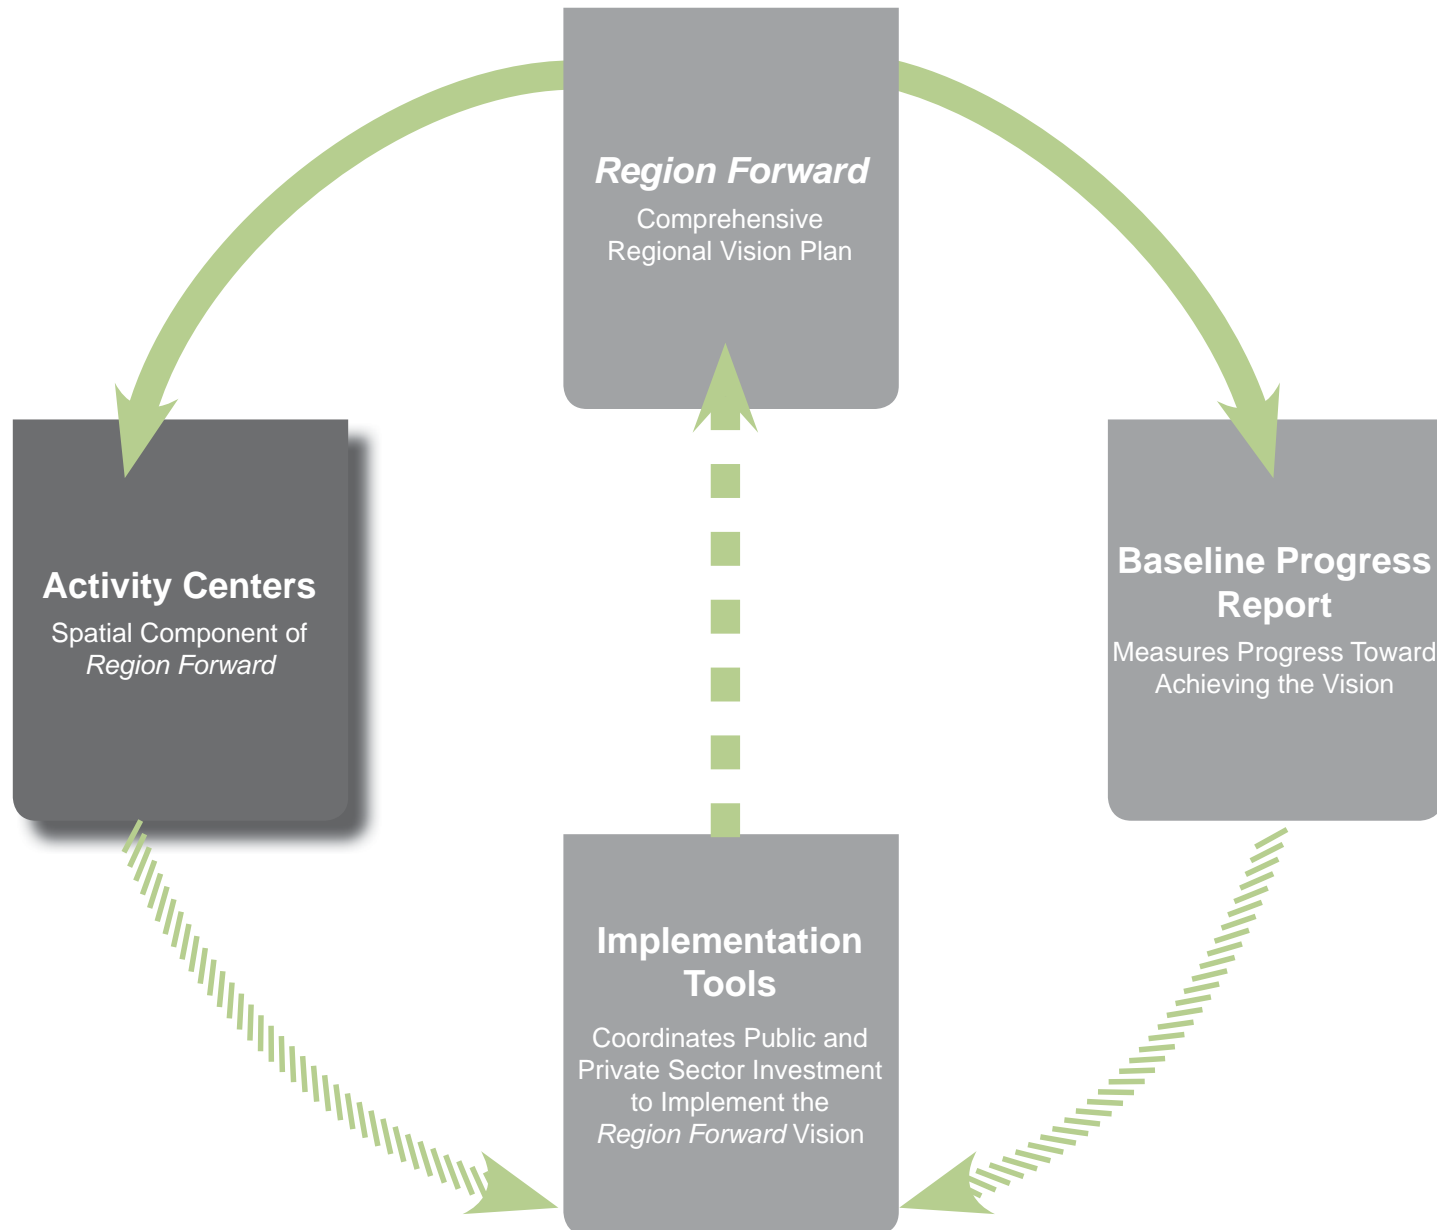 Region Forward
Comprehensive
Regional Vision Plan
Activity Centers
Spatial Component of
Region Forward
Baseline Progress
Report
Measures Progress Toward
Achieving the Vision
Implementation
Tools
Coordinates Public and
Private Sector Investment
to Implement the
Region Forward Vision